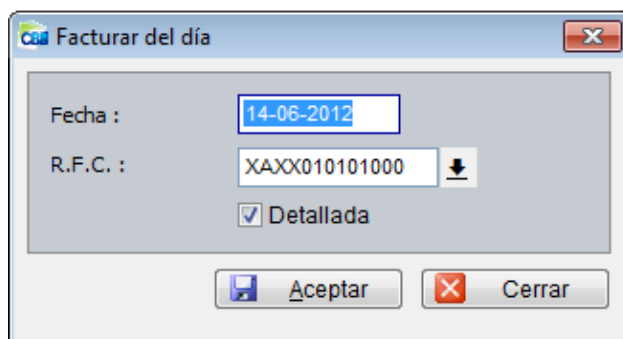 Facturar del día
Fecha : 14-06-2012
R.F.C. : XAXX010101000
Detallada
Aceptar Cerrar